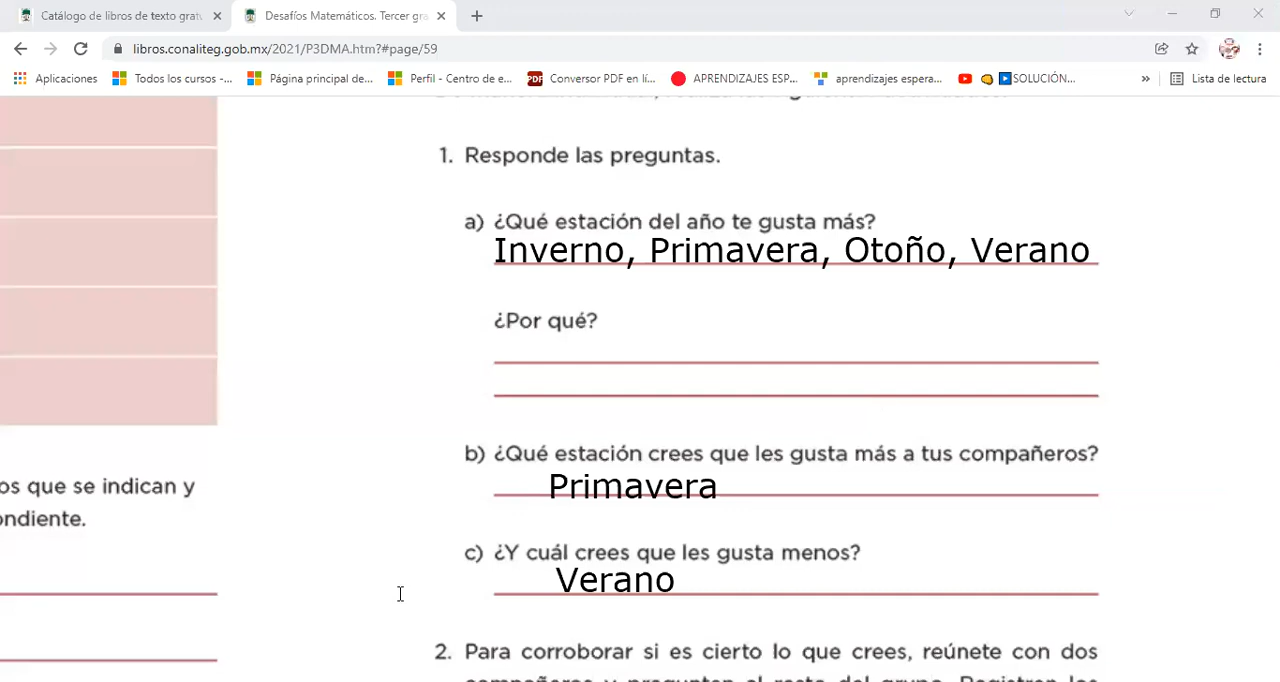 Catálogo de libros de texto grat
Desafíos Matemáticos. Tercer gra
libros.conaliteg.gob.mx/2021/P3DMA.htm?#page/59
Aplicaciones
Todos los cursos -...
Página principal de...
Perfil - Centro de e...
PDF
Conversor PDF en lí...
APRENDIZAJES ESP...
aprendizajes espera...
SOLUCIÓN...
»
Lista de lectura
1. Responde las preguntas.
a) ¿Qué estación del año te gusta más?
Inverno, Primavera, Otoño, Verano
¿Por qué?
b) ¿Qué estación crees que les gusta más a tus compañeros?
Primavera
os que se indican y
ondiente.
c) ¿Y cuál crees que les gusta menos?
Verano
2. Para corroborar si es cierto lo que crees, reúnete con dos